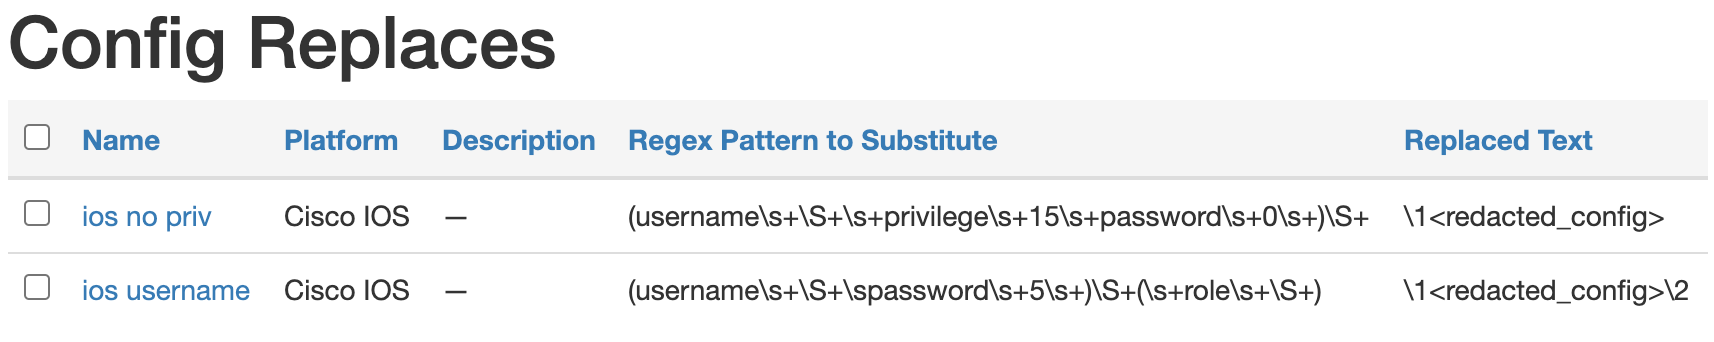 Config Replaces
Name Platform Description Regex Pattern to Substitute Replaced Text
ios no priv Cisco IOS — (username\s+\S+\s+privilege\s+15\s+password\s+0\s+)\S+ \1<redacted_config>
ios username Cisco IOS — (username\s+\S+\spassword\s+5\s+)\S+(\s+role\s+\S+) \1<redacted_config>\2